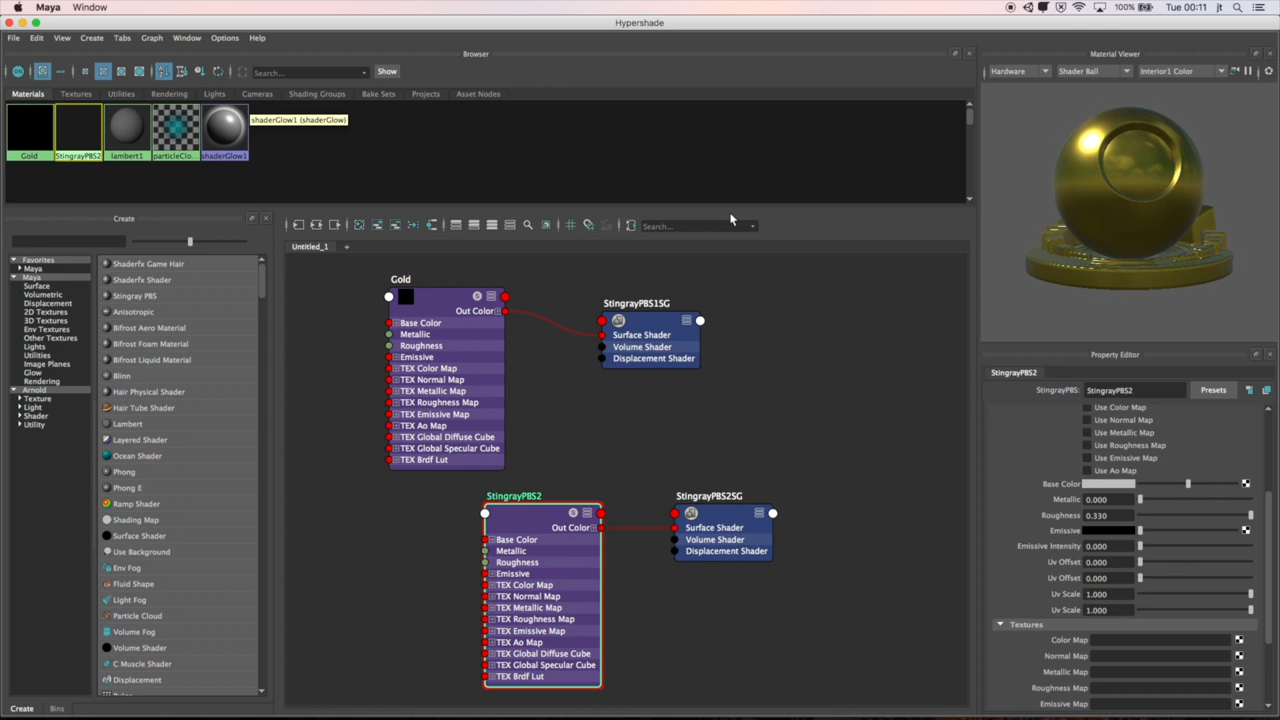 Maya Window 100% Tue 00:11 jt
Hypershade
File Edit View Create Tabs Graph Window Options Help
Browser
Material Viewer
ON Search... Show
Hardware Shader Ball Interior1 Color
Materials Textures Utilities Rendering Lights Cameras Shading Groups Bake Sets Projects Asset Nodes
shaderGlow1 (shaderGlow)
Gold StingrayPBS2 lambert1 particleClo... shaderGlow1
Create
Search...
Untitled_1 +
Favorites
Maya
Maya
Surface
Volumetric
Displacement
2D Textures
3D Textures
Env Textures
Other Textures
Lights
Utilities
Image Planes
Glow
Rendering
Arnold
Texture
Light
Shader
Utility
Shaderfx Game Hair
Shaderfx Shader
Stingray PBS
Anisotropic
Bifrost Aero Material
Bifrost Foam Material
Bifrost Liquid Material
Blinn
Hair Physical Shader
Hair Tube Shader
Lambert
Layered Shader
Ocean Shader
Phong
Phong E
Ramp Shader
Shading Map
Surface Shader
Use Background
Env Fog
Fluid Shape
Light Fog
Particle Cloud
Volume Fog
Volume Shader
C Muscle Shader
Displacement
Create Bins
Gold
S
Out Color
Base Color
Metallic
Roughness
Emissive
TEX Color Map
TEX Normal Map
TEX Metallic Map
TEX Roughness Map
TEX Emissive Map
TEX Ao Map
TEX Global Diffuse Cube
TEX Global Specular Cube
TEX Brdf Lut
StingrayPBS1SG
Surface Shader
Volume Shader
Displacement Shader
StingrayPBS2
S
Out Color
Base Color
Metallic
Roughness
Emissive
TEX Color Map
TEX Normal Map
TEX Metallic Map
TEX Roughness Map
TEX Emissive Map
TEX Ao Map
TEX Global Diffuse Cube
TEX Global Specular Cube
TEX Brdf Lut
StingrayPBS2SG
Surface Shader
Volume Shader
Displacement Shader
Property Editor
StingrayPBS2
StingrayPBS: StingrayPBS2 Presets
Use Color Map
Use Normal Map
Use Metallic Map
Use Roughness Map
Use Emissive Map
Use Ao Map
Base Color
Metallic 0.000
Roughness 0.330
Emissive
Emissive Intensity 0.000
Uv Offset 0.000
Uv Offset 0.000
Uv Scale 1.000
Uv Scale 1.000
Textures
Color Map
Normal Map
Metallic Map
Roughness Map
Emissive Map